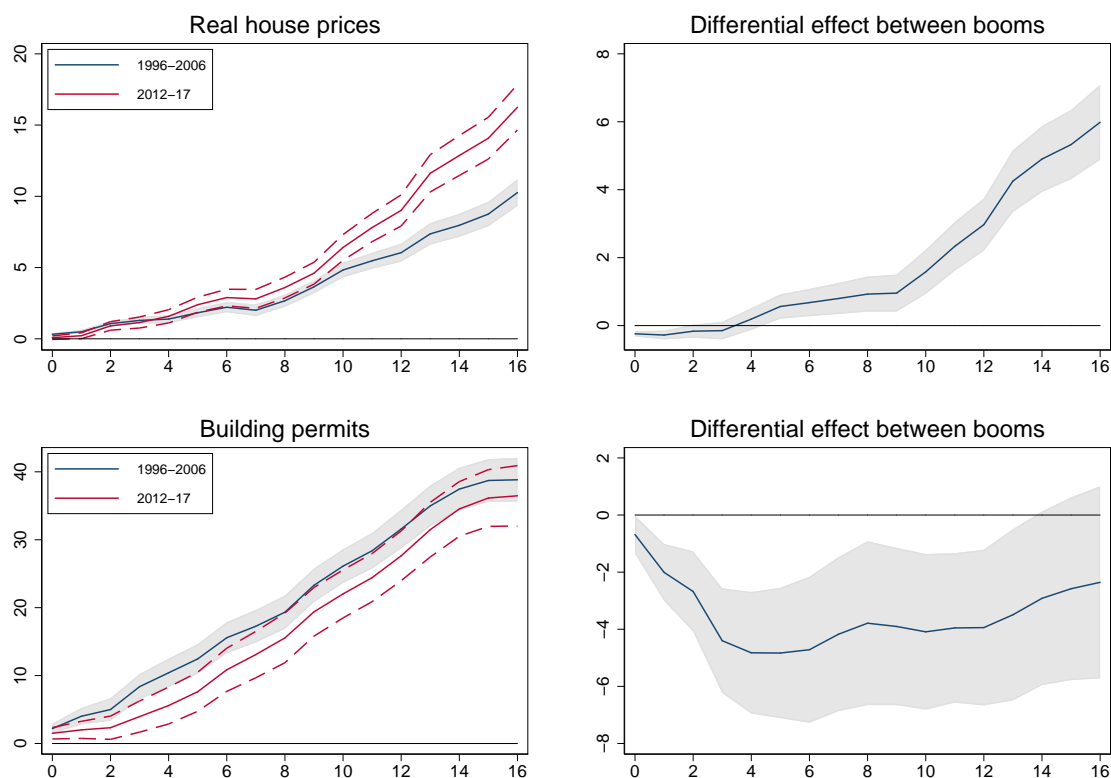 Real house prices
1996−2006
2012−17
0 5 10 15 20
0 2 4 6 8 10 12 14 16
Differential effect between booms
0 2 4 6 8
0 2 4 6 8 10 12 14 16
Building permits
1996−2006
2012−17
0 10 20 30 40
0 2 4 6 8 10 12 14 16
Differential effect between booms
−8 −6 −4 −2 0 2
0 2 4 6 8 10 12 14 16